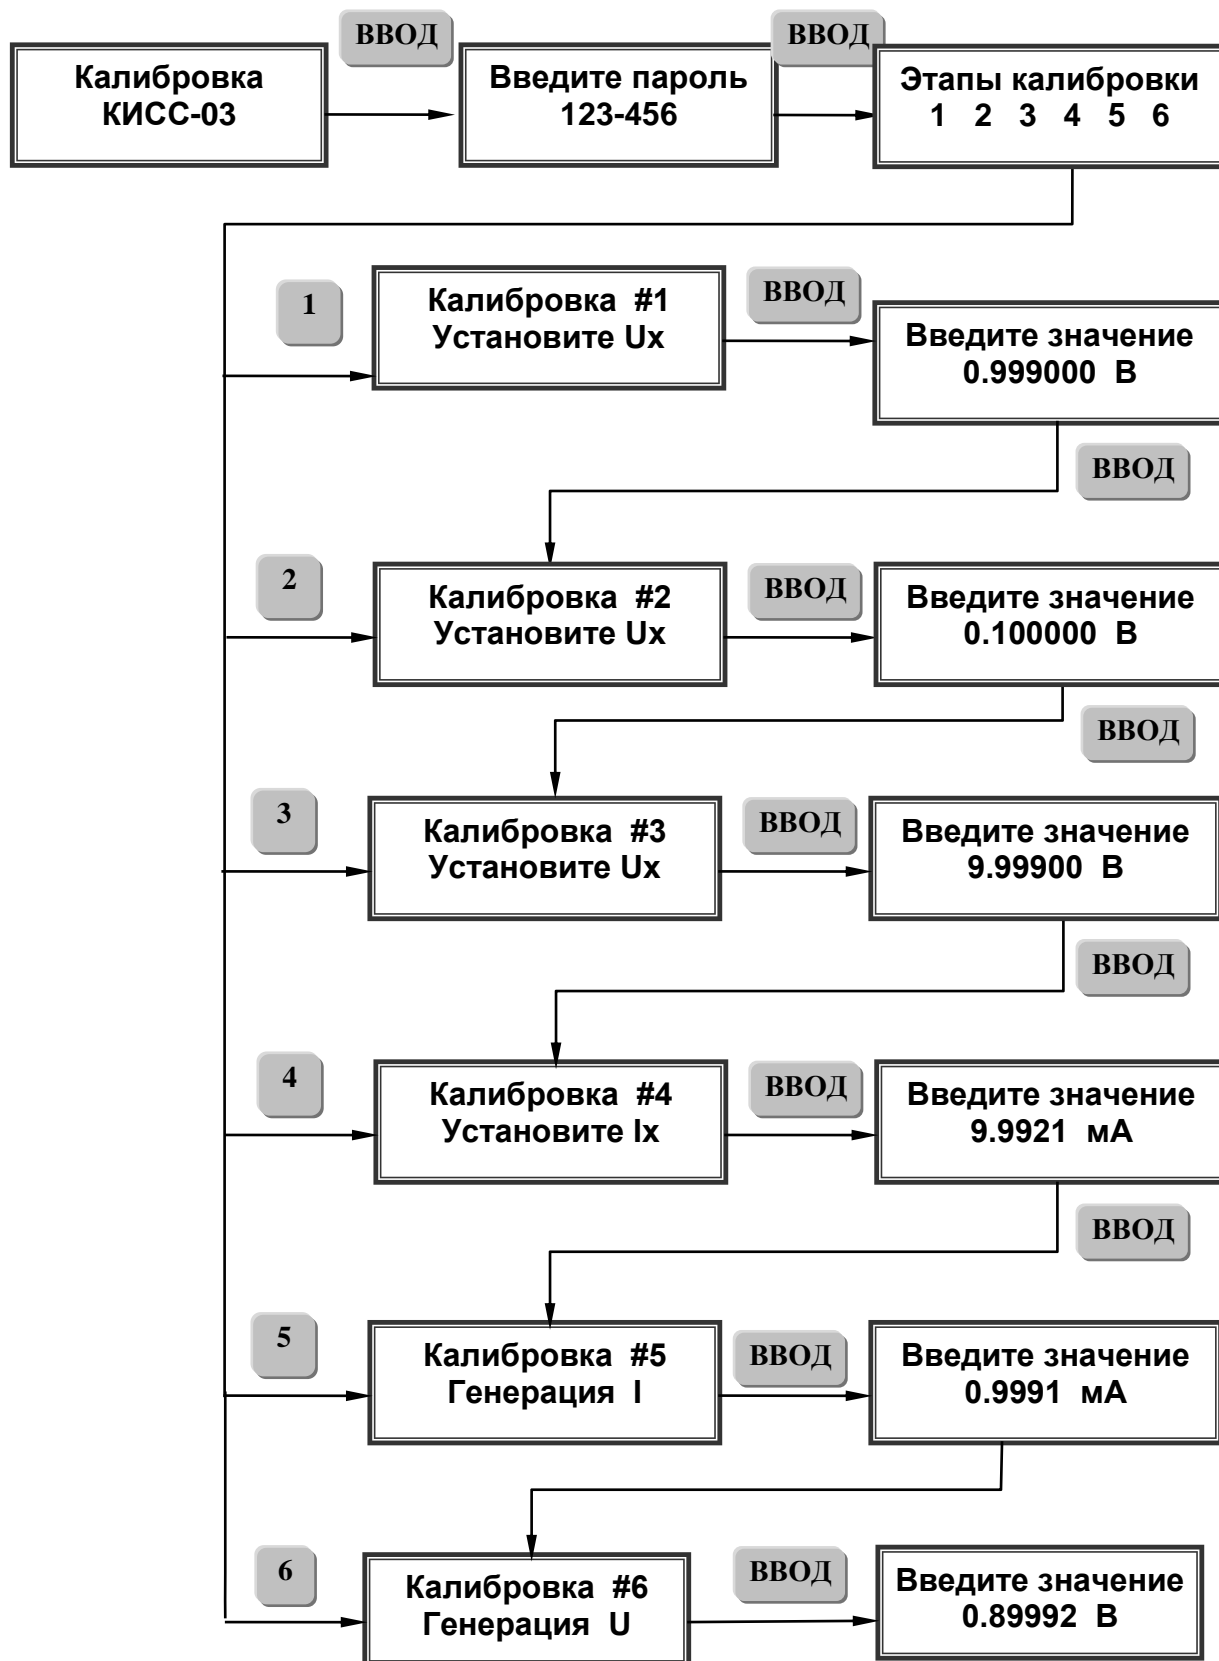 ВВОД
ВВОД
Калибровка
КИСС-03
Введите пароль
123-456
Этапы калибровки
1 2 3 4 5 6
1
Калибровка #1
Установите Ux
ВВОД
Введите значение
0.999000 В
ВВОД
2
Калибровка #2
Установите Ux
ВВОД
Введите значение
0.100000 В
ВВОД
3
Калибровка #3
Установите Ux
ВВОД
Введите значение
9.99900 В
ВВОД
4
Калибровка #4
Установите Ix
ВВОД
Введите значение
9.9921 мА
ВВОД
5
Калибровка #5
Генерация I
ВВОД
Введите значение
0.9991 мА
6
Калибровка #6
Генерация U
ВВОД
Введите значение
0.89992 В